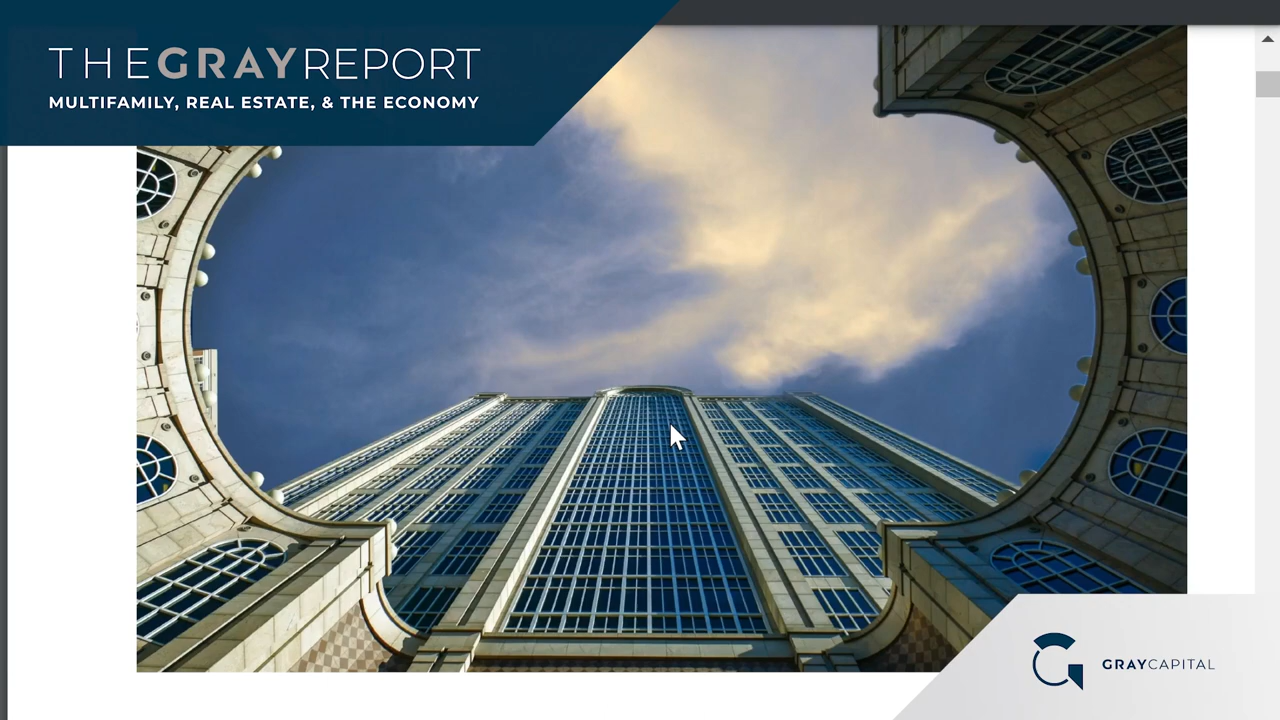 THEGRAYREPORT
MULTIFAMILY, REAL ESTATE, & THE ECONOMY
GRAYCAPITAL